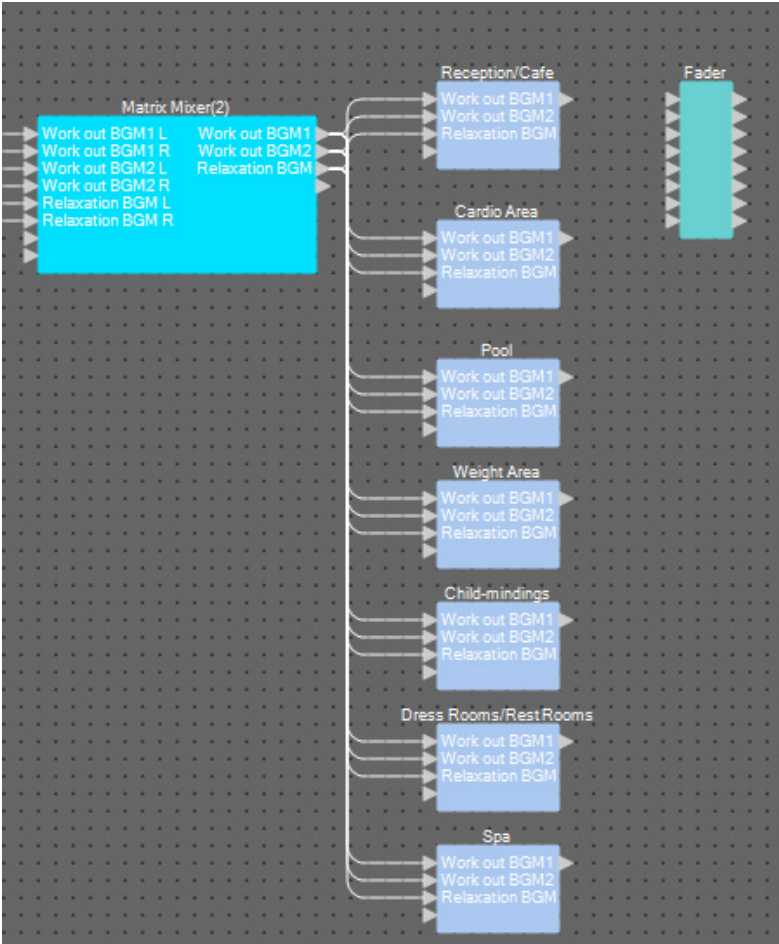 Matrix Mixer(2)
Work out BGM1 L Work out BGM1
Work out BGM1 R Work out BGM2
Work out BGM2 L Relaxation BGM
Work out BGM2 R
Relaxation BGM L
Relaxation BGM R
Reception/Cafe
Work out BGM1
Work out BGM2
Relaxation BGM
Fader
Cardio Area
Work out BGM1
Work out BGM2
Relaxation BGM
Pool
Work out BGM1
Work out BGM2
Relaxation BGM
Weight Area
Work out BGM1
Work out BGM2
Relaxation BGM
Child-mindings
Work out BGM1
Work out BGM2
Relaxation BGM
Dress Rooms/Rest Rooms
Work out BGM1
Work out BGM2
Relaxation BGM
Spa
Work out BGM1
Work out BGM2
Relaxation BGM